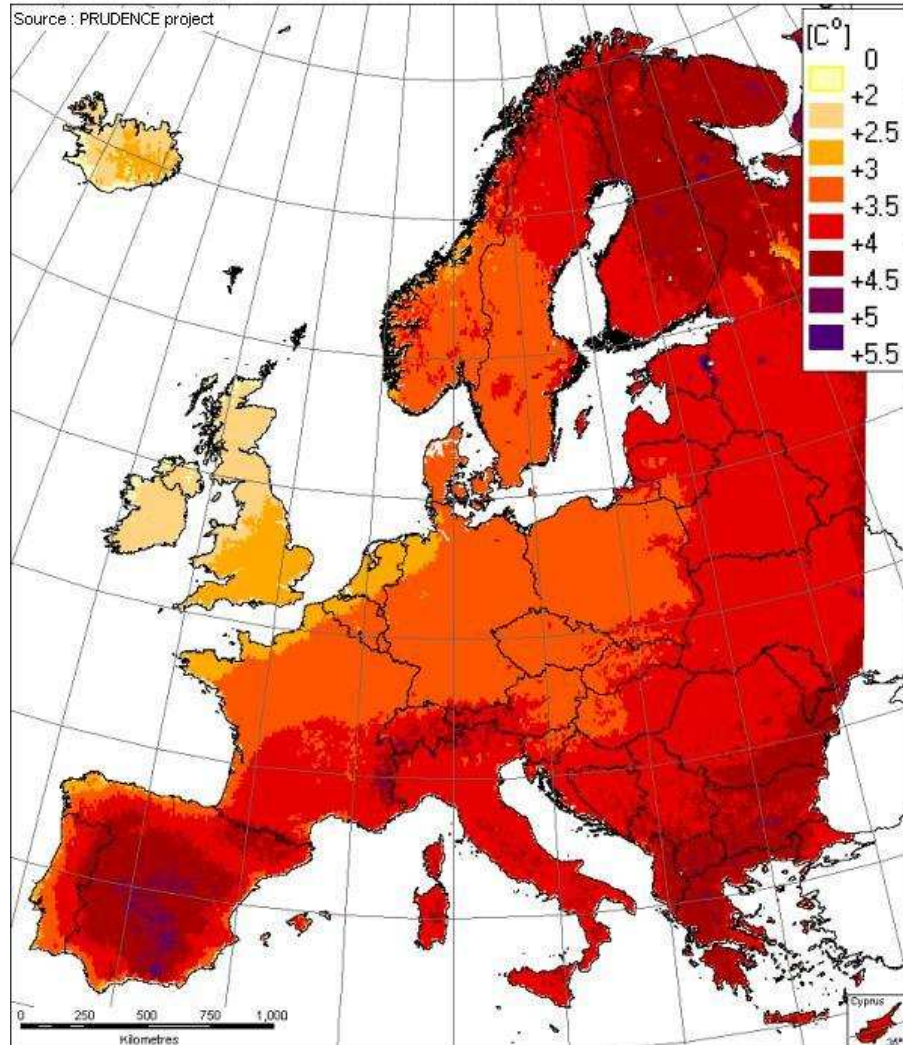 Source : PRUDENCE project
[C°]
0
+2
+2.5
+3
+3.5
+4
+4.5
+5
+5.5
Cyprus
0 250 500 750 1,000
Kilometres